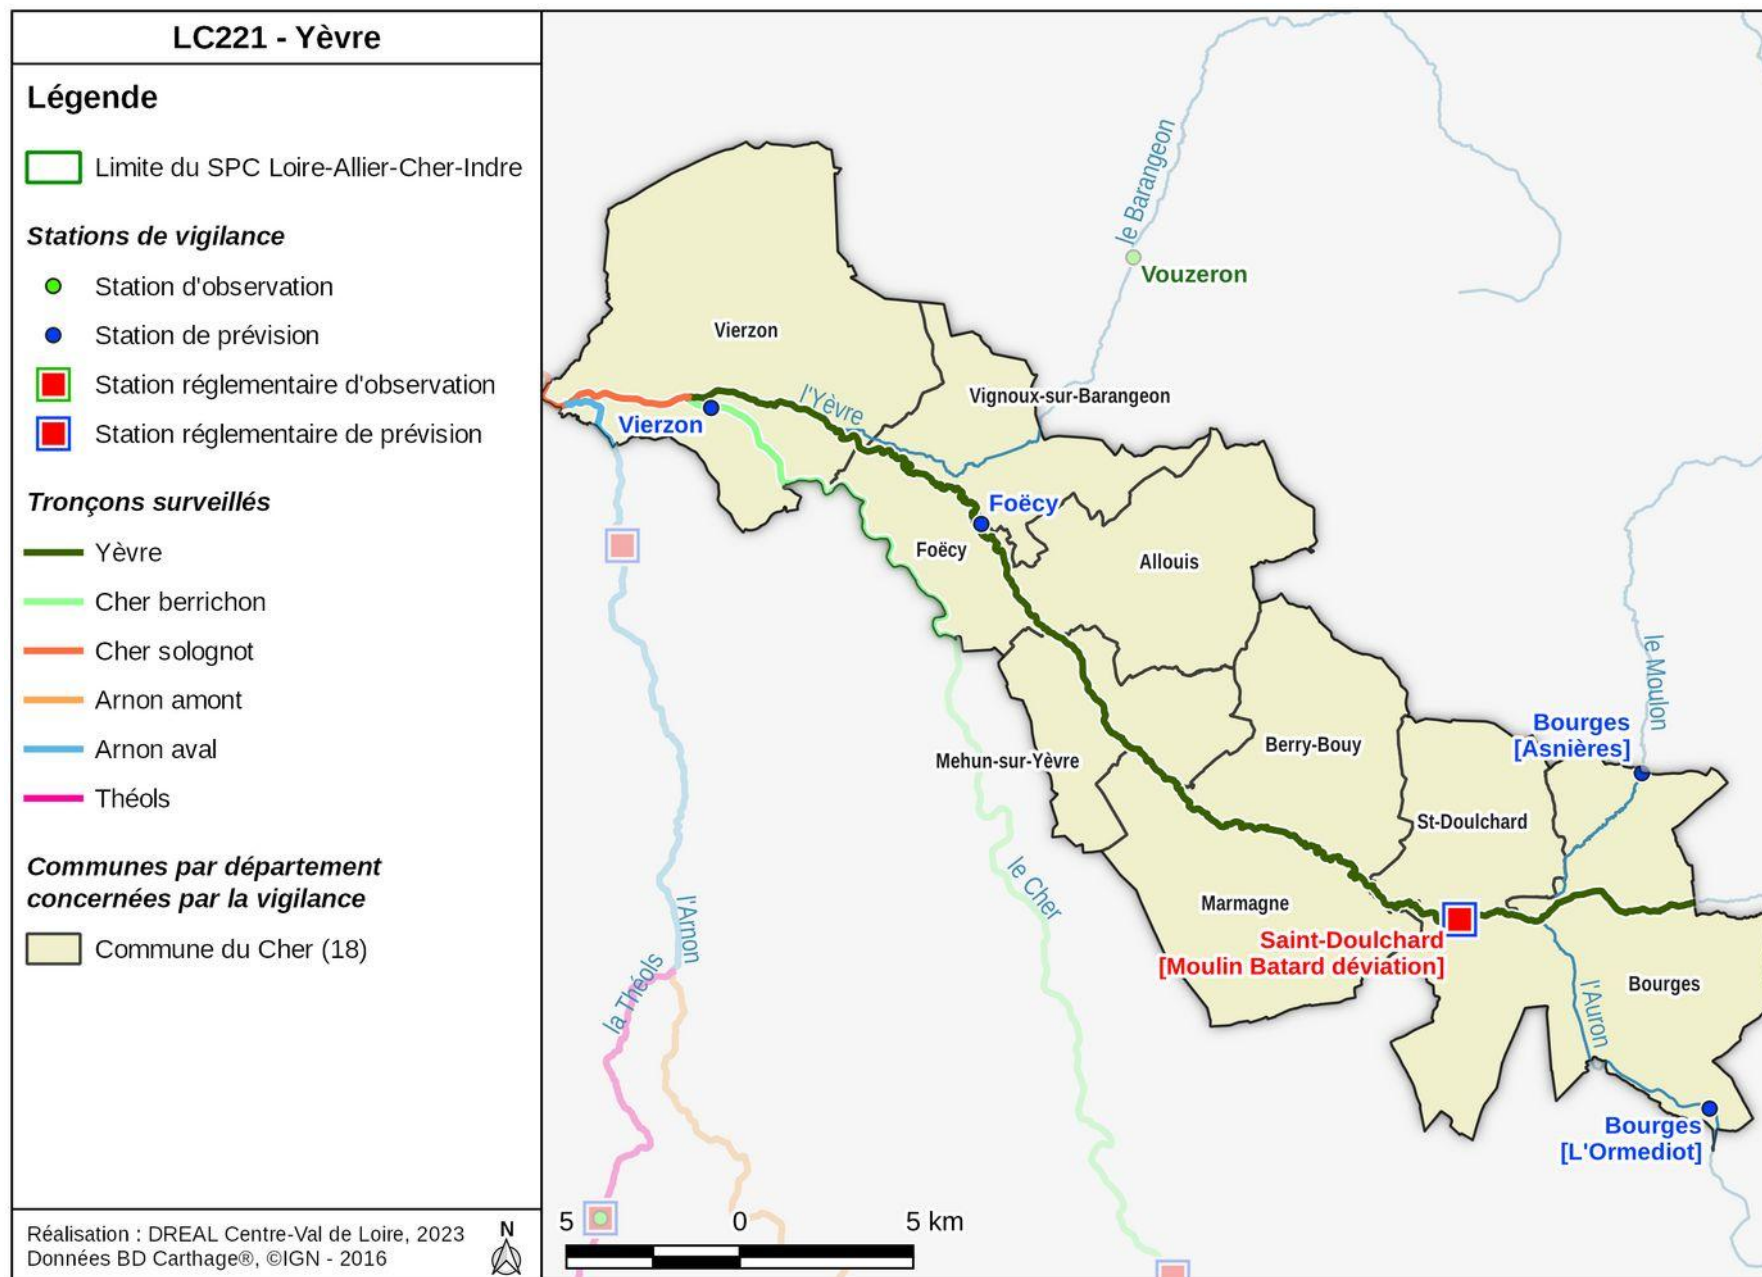 LC221 - Yèvre
Légende
Limite du SPC Loire-Allier-Cher-Indre
Stations de vigilance
Station d'observation
Station de prévision
Station réglementaire d'observation
Station réglementaire de prévision
Tronçons surveillés
Yèvre
Cher berrichon
Cher solognot
Arnon amont
Arnon aval
Théols
Communes par département
concernées par la vigilance
Commune du Cher (18)
Réalisation : DREAL Centre-Val de Loire, 2023
Données BD Carthage®, ©IGN - 2016
N
le Barangeon
Vouzeron
Vierzon
Vignoux-sur-Barangeon
l'Yèvre
Vierzon
Foëcy
Foëcy
Allouis
le Moulon
Bourges
[Asnières]
Berry-Bouy
Mehun-sur-Yèvre
St-Doulchard
le Cher
Marmagne
l'Arnon
Saint-Doulchard
[Moulin Batard déviation]
la Théols
Bourges
l'Auron
Bourges
[L'Ormediot]
5 0 5 km